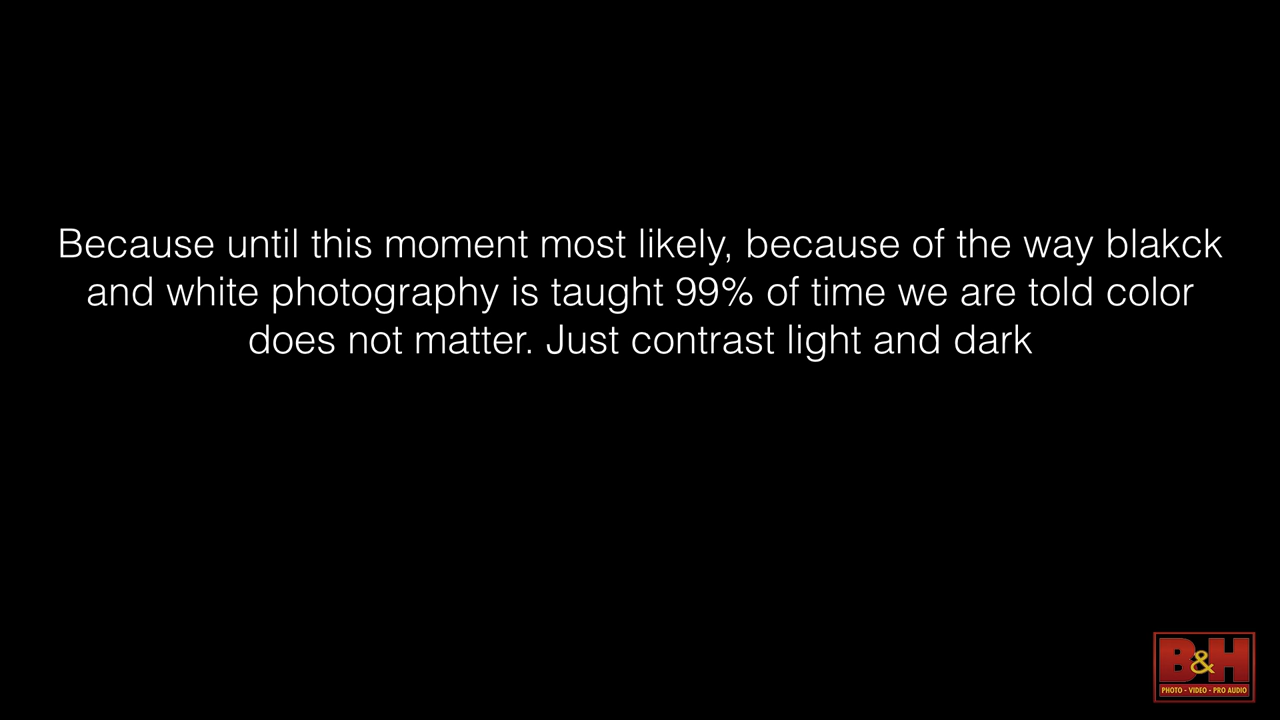 Because until this moment most likely, because of the way blakck
and white photography is taught 99% of time we are told color
does not matter. Just contrast light and dark
B&H
PHOTO - VIDEO - PRO AUDIO